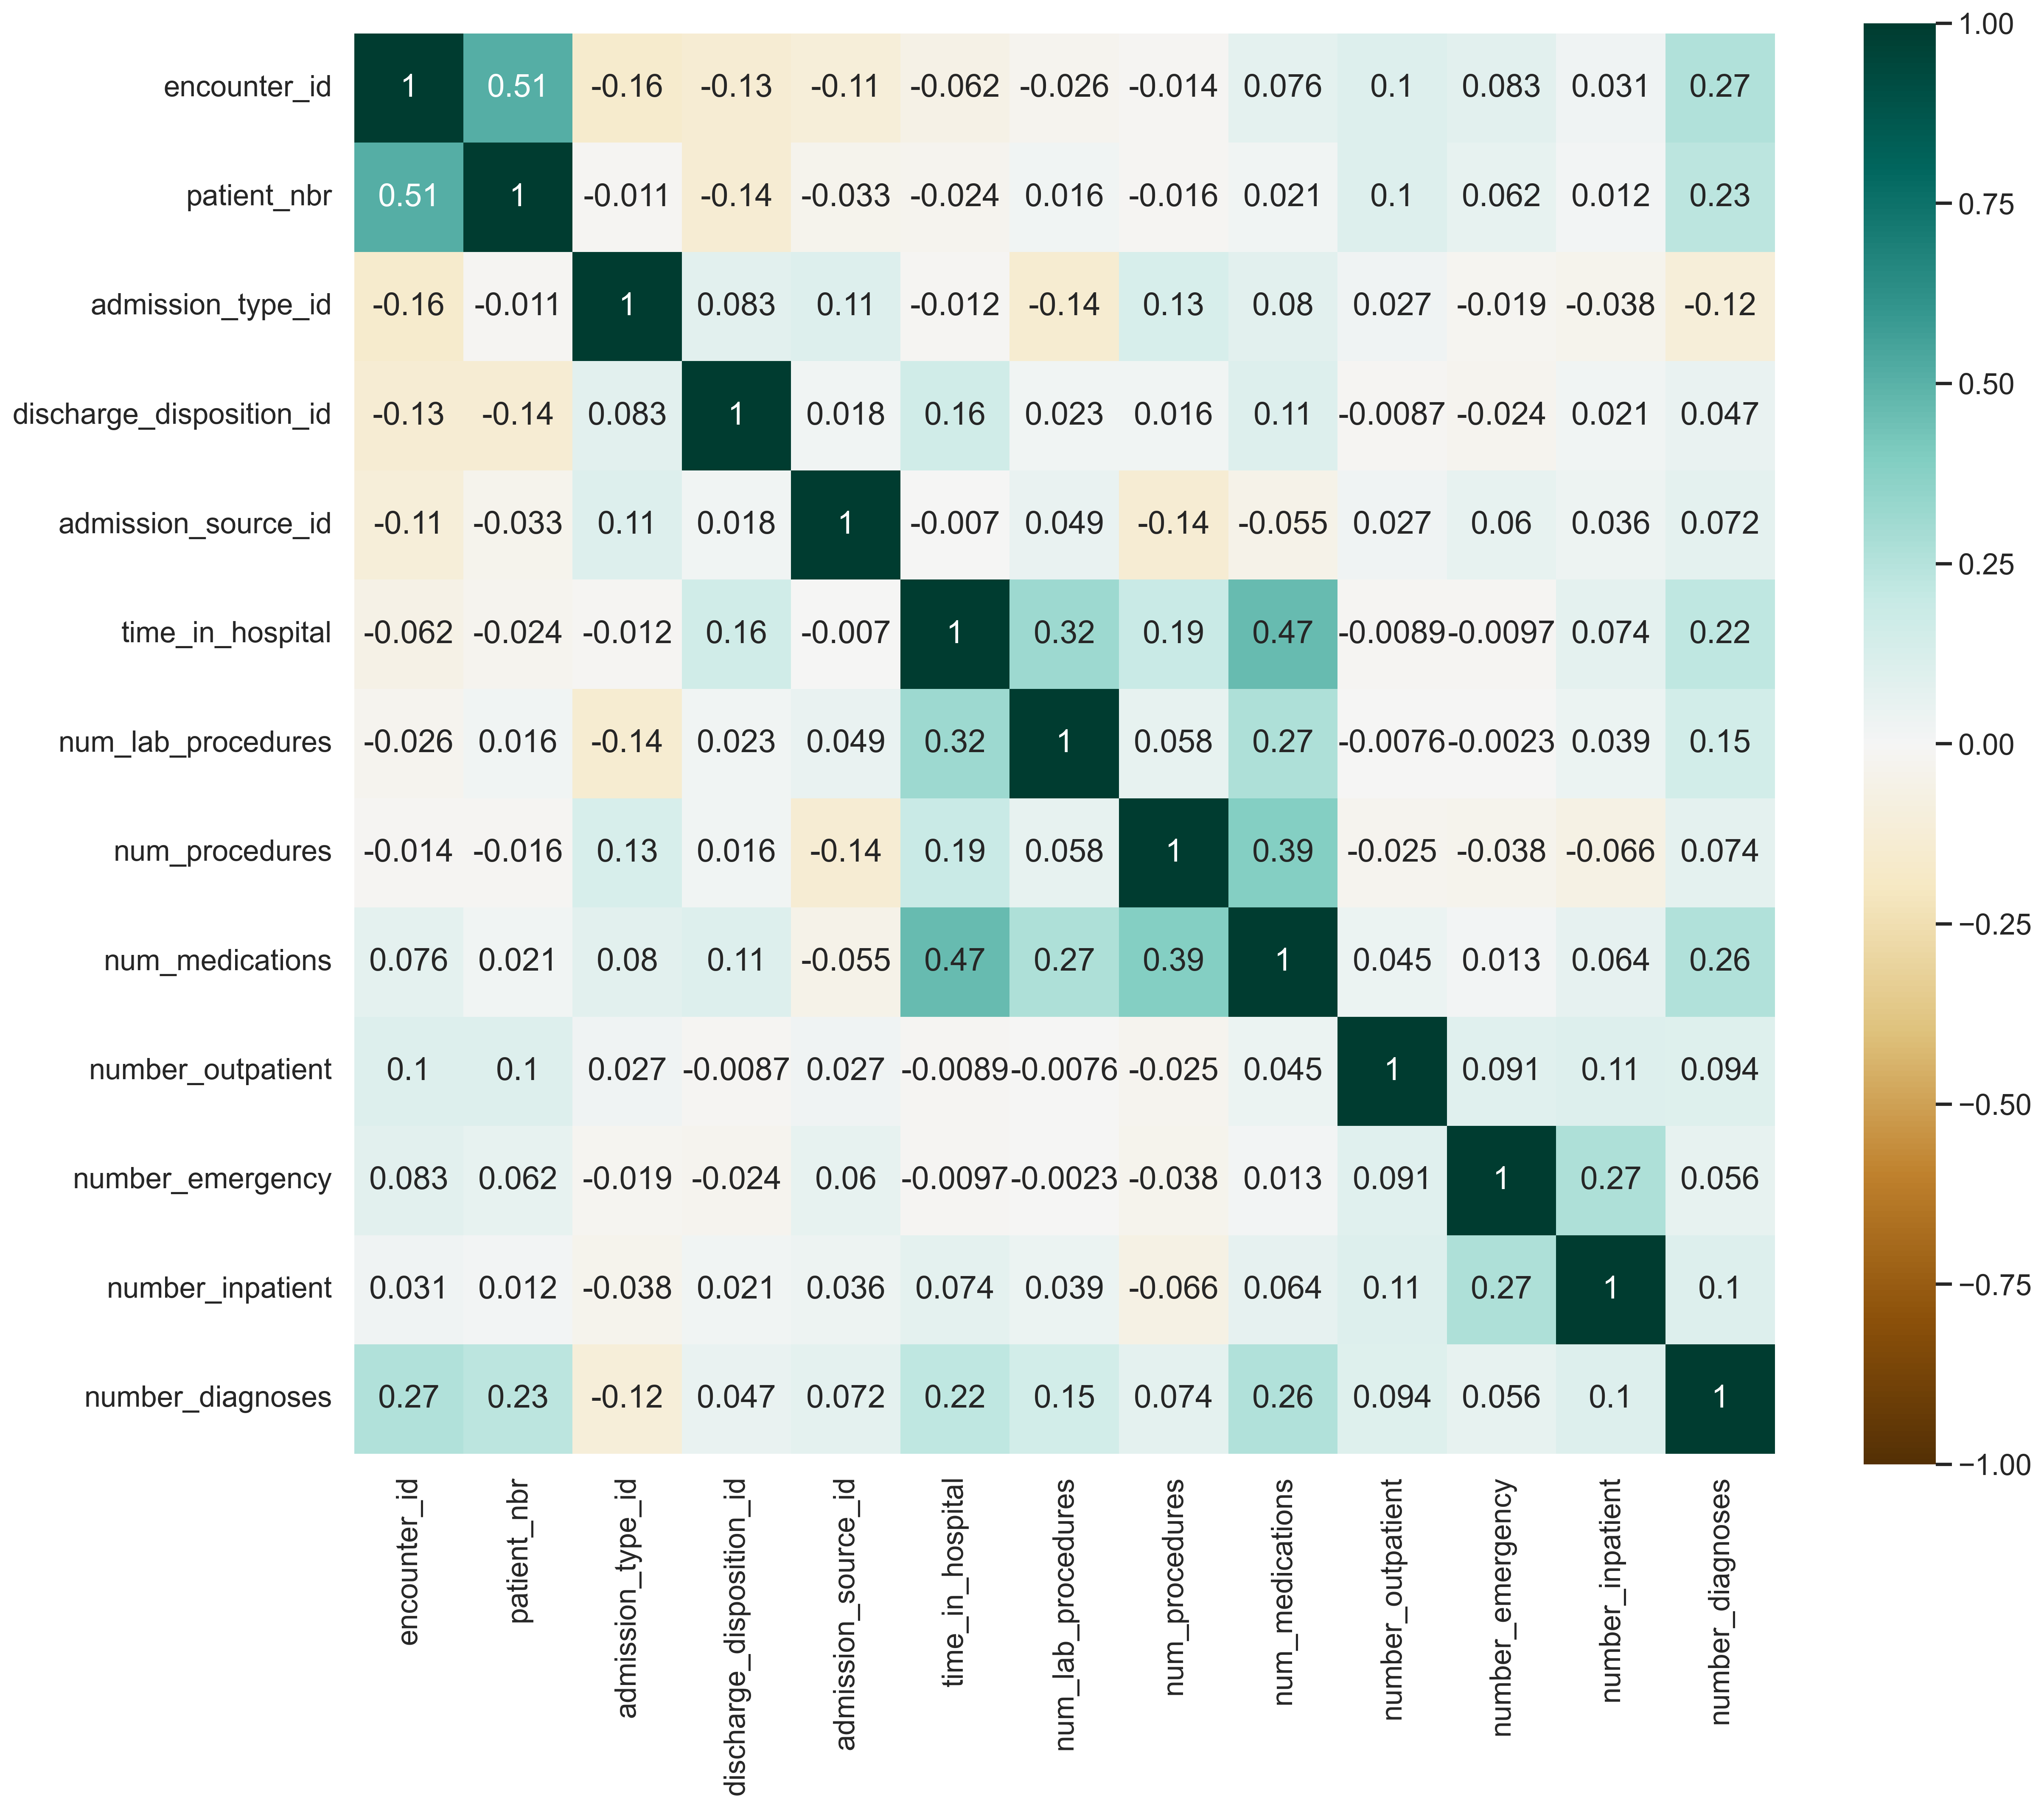 encounter_id 1 0.51 -0.16 -0.13 -0.11 -0.062 -0.026 -0.014 0.076 0.1 0.083 0.031 0.27
patient_nbr 0.51 1 -0.011 -0.14 -0.033 -0.024 0.016 -0.016 0.021 0.1 0.062 0.012 0.23
admission_type_id -0.16 -0.011 1 0.083 0.11 -0.012 -0.14 0.13 0.08 0.027 -0.019 -0.038 -0.12
discharge_disposition_id -0.13 -0.14 0.083 1 0.018 0.16 0.023 0.016 0.11 -0.0087 -0.024 0.021 0.047
admission_source_id -0.11 -0.033 0.11 0.018 1 -0.007 0.049 -0.14 -0.055 0.027 0.06 0.036 0.072
time_in_hospital -0.062 -0.024 -0.012 0.16 -0.007 1 0.32 0.19 0.47 -0.0089 -0.0097 0.074 0.22
num_lab_procedures -0.026 0.016 -0.14 0.023 0.049 0.32 1 0.058 0.27 -0.0076 -0.0023 0.039 0.15
num_procedures -0.014 -0.016 0.13 0.016 -0.14 0.19 0.058 1 0.39 -0.025 -0.038 -0.066 0.074
num_medications 0.076 0.021 0.08 0.11 -0.055 0.47 0.27 0.39 1 0.045 0.013 0.064 0.26
number_outpatient 0.1 0.1 0.027 -0.0087 0.027 -0.0089 -0.0076 -0.025 0.045 1 0.091 0.11 0.094
number_emergency 0.083 0.062 -0.019 -0.024 0.06 -0.0097 -0.0023 -0.038 0.013 0.091 1 0.27 0.056
number_inpatient 0.031 0.012 -0.038 0.021 0.036 0.074 0.039 -0.066 0.064 0.11 0.27 1 0.1
number_diagnoses 0.27 0.23 -0.12 0.047 0.072 0.22 0.15 0.074 0.26 0.094 0.056 0.1 1
encounter_id
patient_nbr
admission_type_id
discharge_disposition_id
admission_source_id
time_in_hospital
num_lab_procedures
num_procedures
num_medications
number_outpatient
number_emergency
number_inpatient
number_diagnoses
1.00
0.75
0.50
0.25
0.00
−0.25
−0.50
−0.75
−1.00